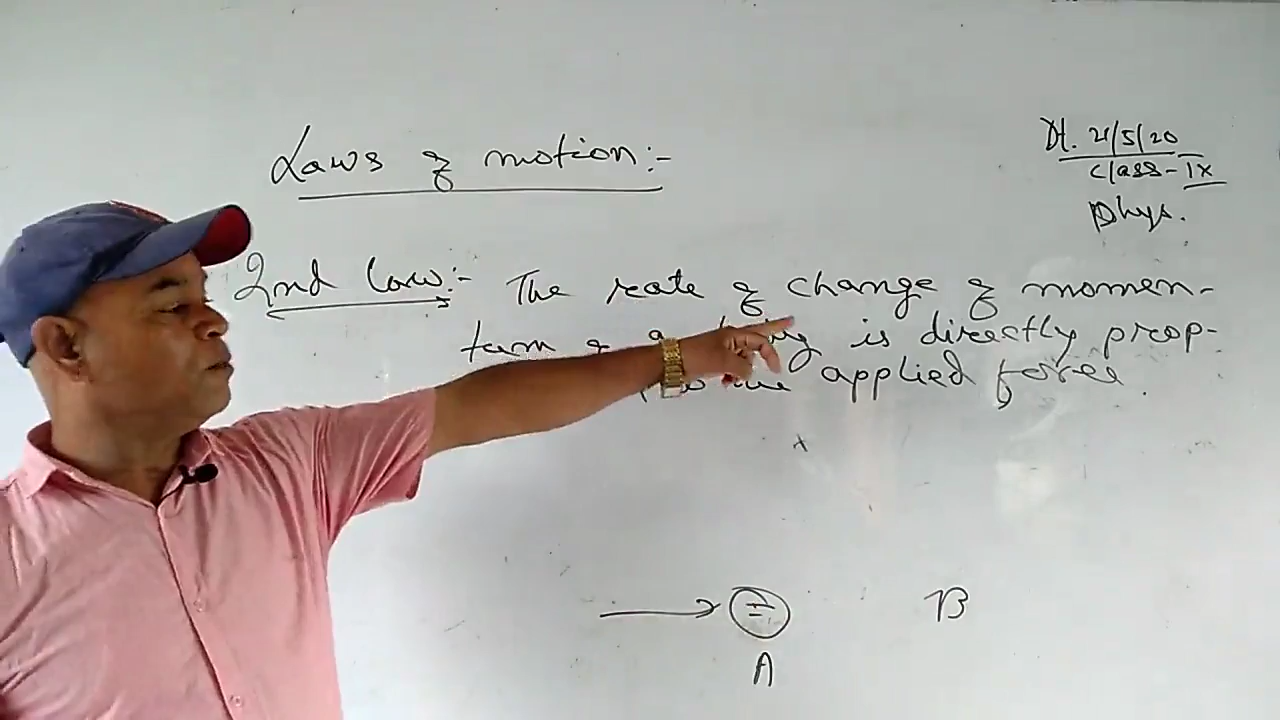 Laws of motion:-
Dt. 21/5/20
Class-IX
Phys.
2nd law:- The rate of change of momen-
tum is directly prop-
applied force.
A
B